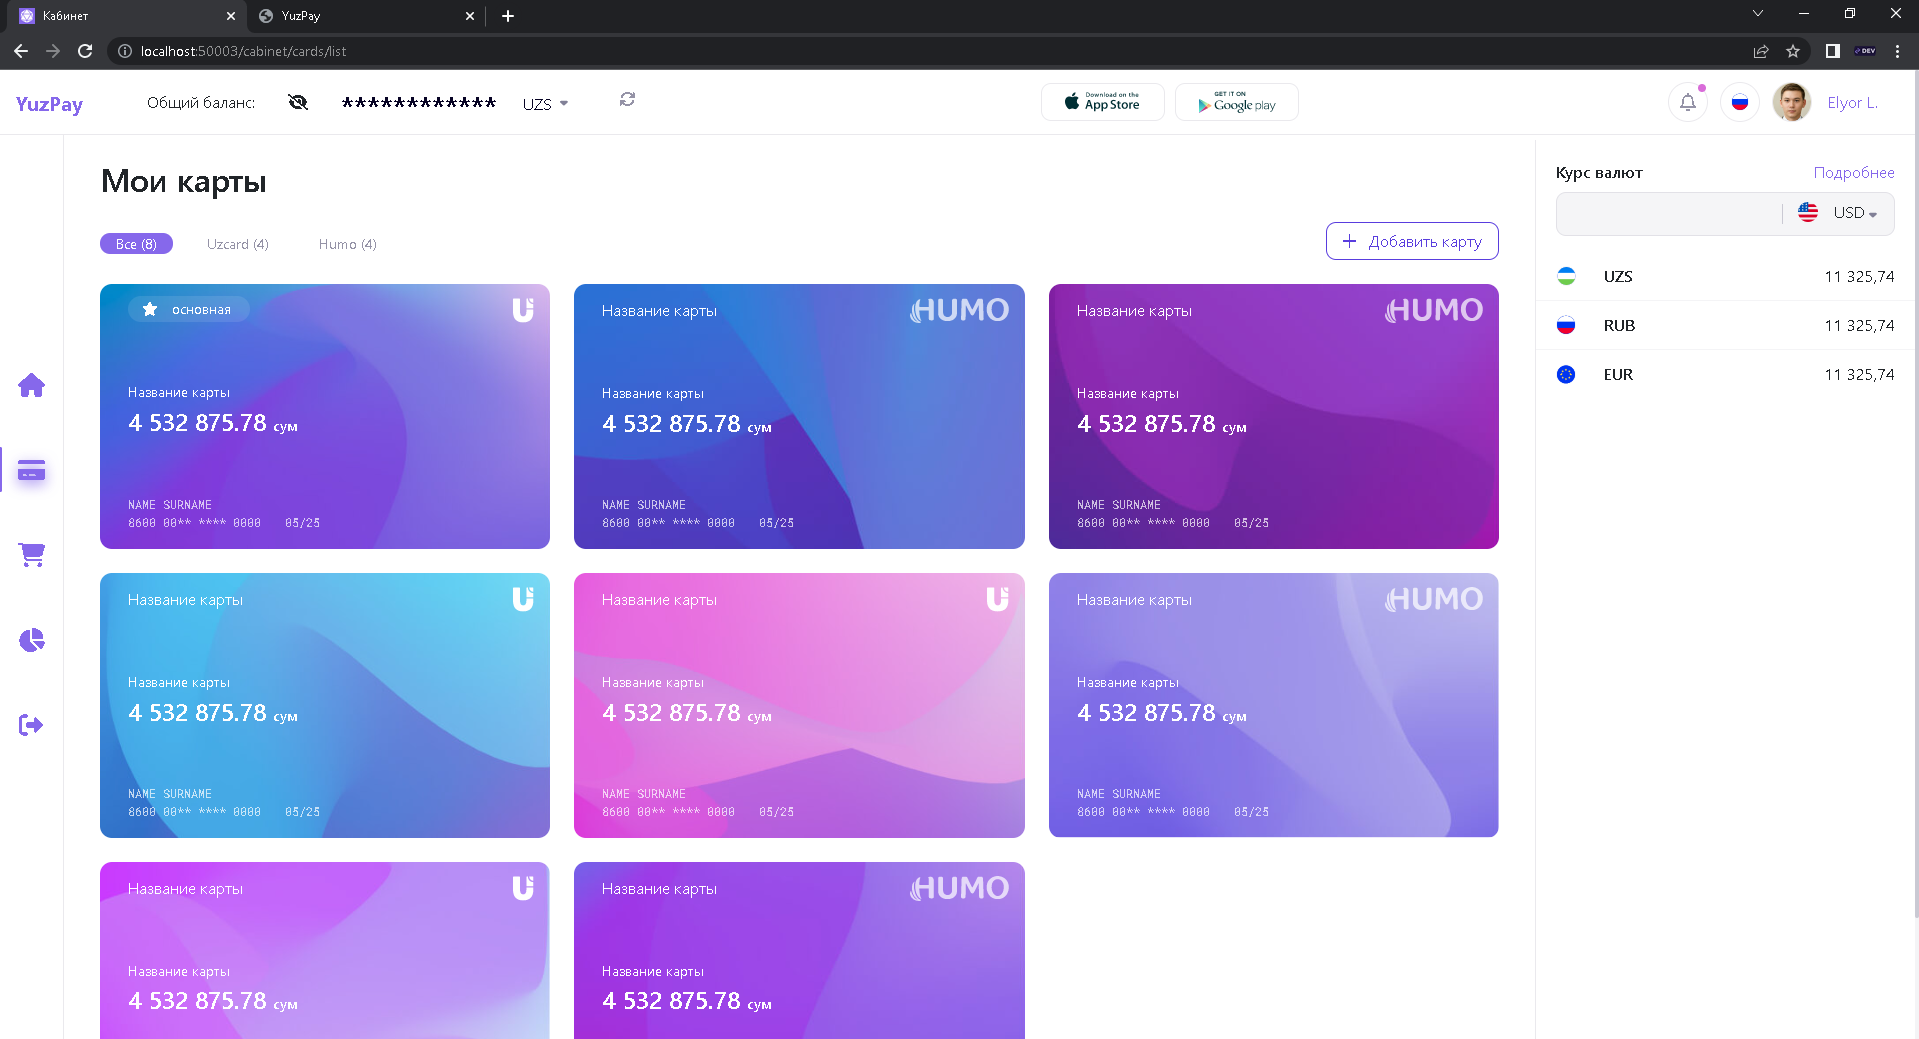 Кабинет
YuzPay
localhost:50003/cabinet/cards/list
DEV
YuzPay
Общий баланс:
************
UZS
Download on the
App Store
GET IT ON
Google play
Elyor L.
Мои карты
Все (8)
Uzcard (4)
Humo (4)
Добавить карту
основная
Название карты
4 532 875.78 сум
NAME SURNAME
8600 00** **** 0000 05/25
Название карты
HUMO
Название карты
4 532 875.78 сум
NAME SURNAME
8600 00** **** 0000 05/25
Название карты
HUMO
Название карты
4 532 875.78 сум
NAME SURNAME
8600 00** **** 0000 05/25
Название карты
Название карты
4 532 875.78 сум
NAME SURNAME
8600 00** **** 0000 05/25
Название карты
Название карты
4 532 875.78 сум
NAME SURNAME
8600 00** **** 0000 05/25
Название карты
HUMO
Название карты
4 532 875.78 сум
NAME SURNAME
8600 00** **** 0000 05/25
Название карты
Название карты
4 532 875.78 сум
Название карты
HUMO
Название карты
4 532 875.78 сум
Курс валют
Подробнее
USD
UZS 11 325,74
RUB 11 325,74
EUR 11 325,74